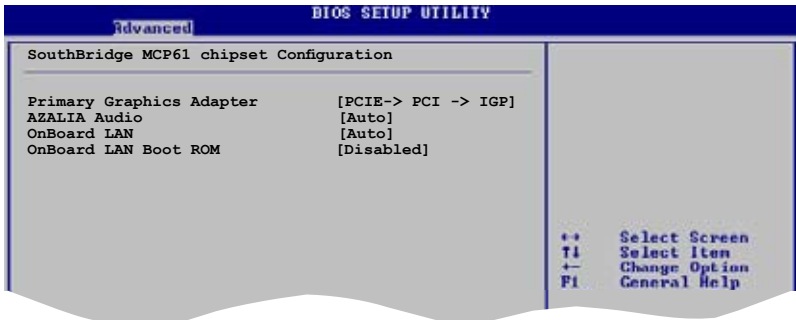 BIOS SETUP UTILITY
Advanced
SouthBridge MCP61 chipset Configuration
Primary Graphics Adapter [PCIE-> PCI -> IGP]
AZALIA Audio [Auto]
OnBoard LAN [Auto]
OnBoard LAN Boot ROM [Disabled]
↔ Select Screen
↑↓ Select Item
+- Change Option
F1 General Help